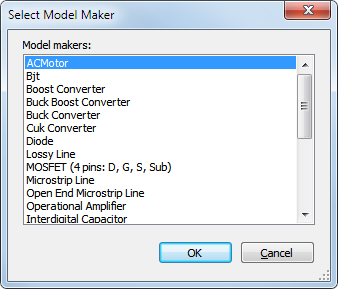 Select Model Maker
Model makers:
ACMotor
Bjt
Boost Converter
Buck Boost Converter
Buck Converter
Cuk Converter
Diode
Lossy Line
MOSFET (4 pins: D, G, S, Sub)
Microstrip Line
Open End Microstrip Line
Operational Amplifier
Interdigital Capacitor
OK
Cancel